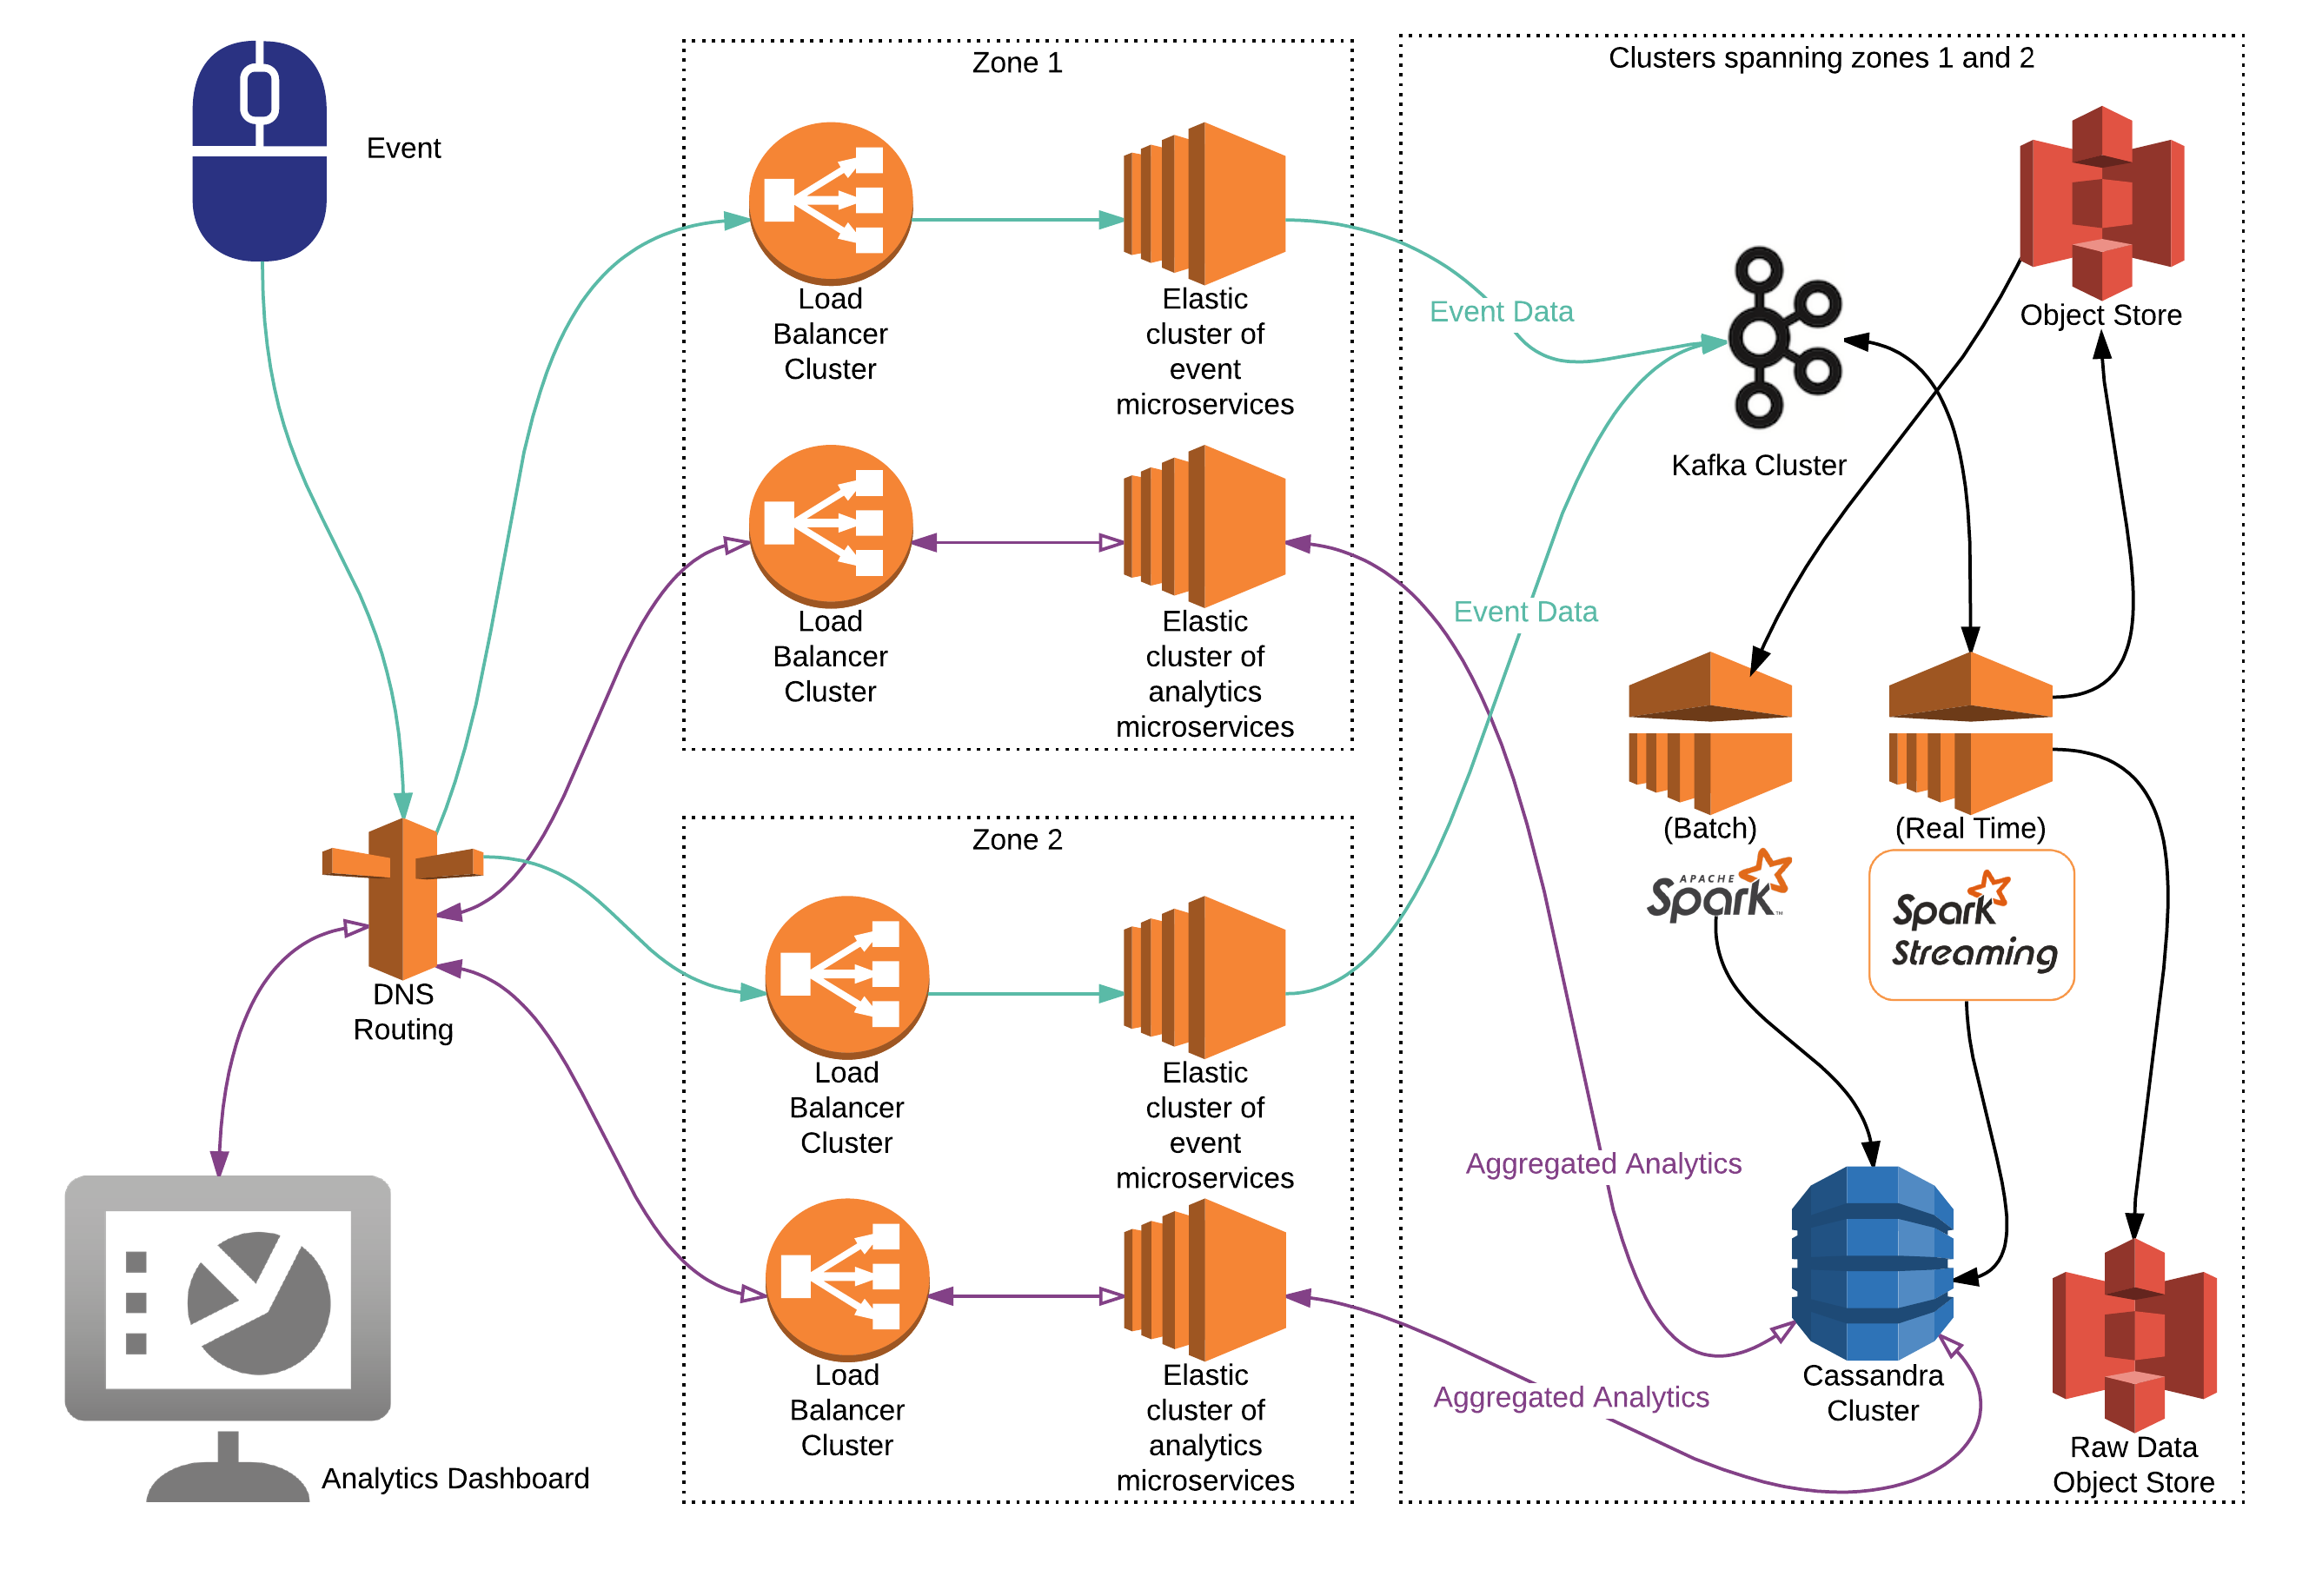 Event
Zone 1
Load
Balancer
Cluster
Elastic
cluster of
event
microservices
Load
Balancer
Cluster
Elastic
cluster of
analytics
microservices
DNS
Routing
Analytics Dashboard
Zone 2
Load
Balancer
Cluster
Elastic
cluster of
event
microservices
Load
Balancer
Cluster
Elastic
cluster of
analytics
microservices
Clusters spanning zones 1 and 2
Object Store
Event Data
Kafka Cluster
Event Data
(Batch)
APACHE
Spark™
(Real Time)
Spark
Streaming
Aggregated Analytics
Aggregated Analytics
Cassandra
Cluster
Raw Data
Object Store